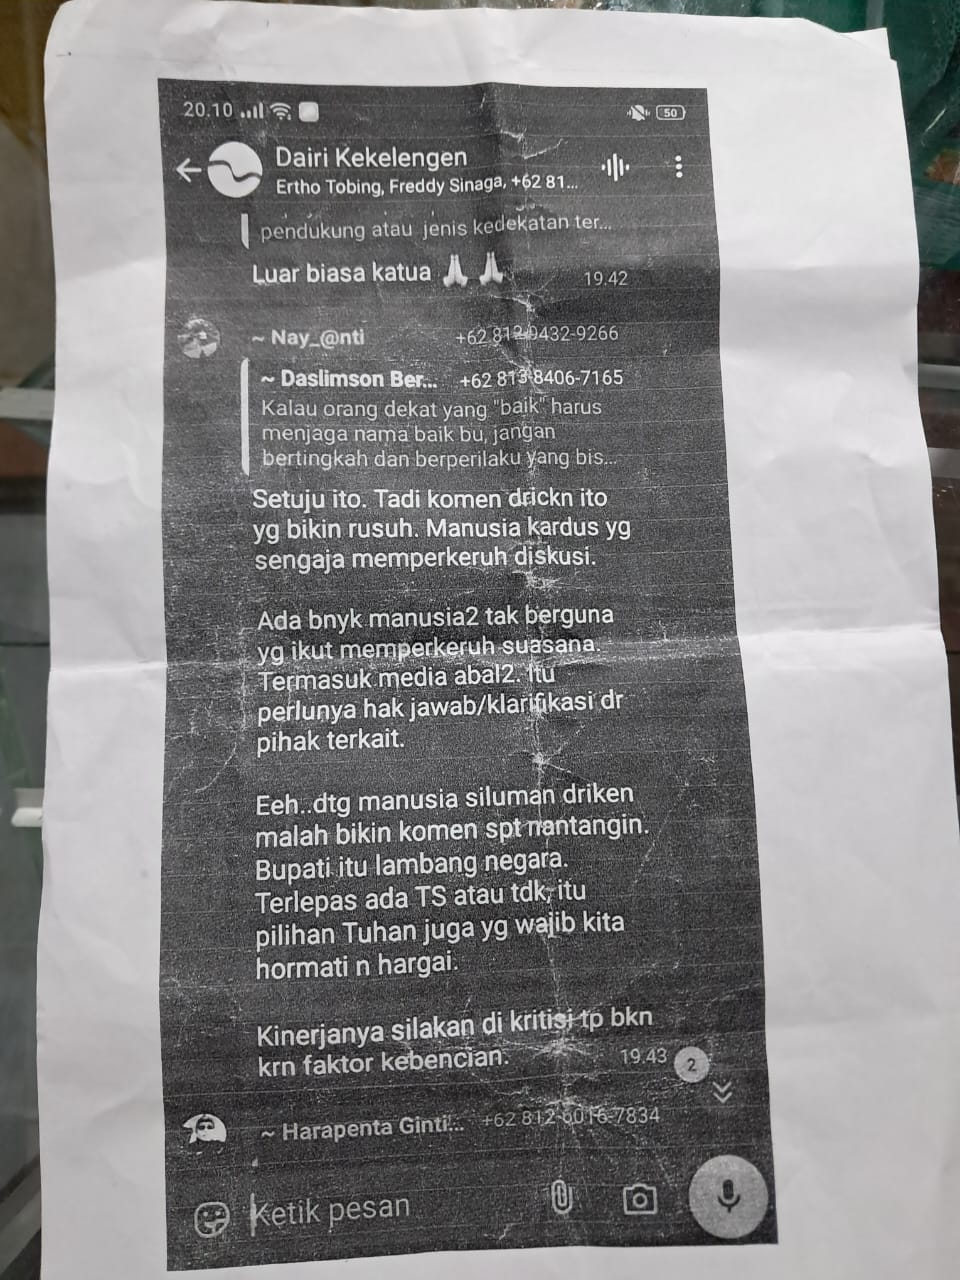 20.10
50
Dairi Kekelengen
Ertho Tobing, Freddy Sinaga, +62 81...
pendukung atau jenis kedekatan ter...
Luar biasa katua 🙏 🙏
19.42
~ Nay_@nti +62 812-0432-9266
~ Daslimson Ber... +62 813-8406-7165
Kalau orang dekat yang "baik" harus
menjaga nama baik bu, jangan
bertingkah dan berperilaku yang bis...
Setuju ito. Tadi komen drickn ito
yg bikin rusuh. Manusia kardus yg
sengaja memperkeruh diskusi.
Ada bnyk manusia2 tak berguna
yg ikut memperkeruh suasana.
Termasuk media abal2. Itu
perlunya hak jawab/klarifikasi dr
pihak terkait.
Eeh..dtg manusia siluman driken
malah bikin komen spt nantangin.
Bupati itu lambang negara.
Terlepas ada TS atau tdk, itu
pilihan Tuhan juga yg wajib kita
hormati n hargai.
Kinerjanya silakan di kritisi tp bkn
krn faktor kebencian.
19.43
2
~ Harapenta Ginti... +62 812-6016-7834
Ketik pesan